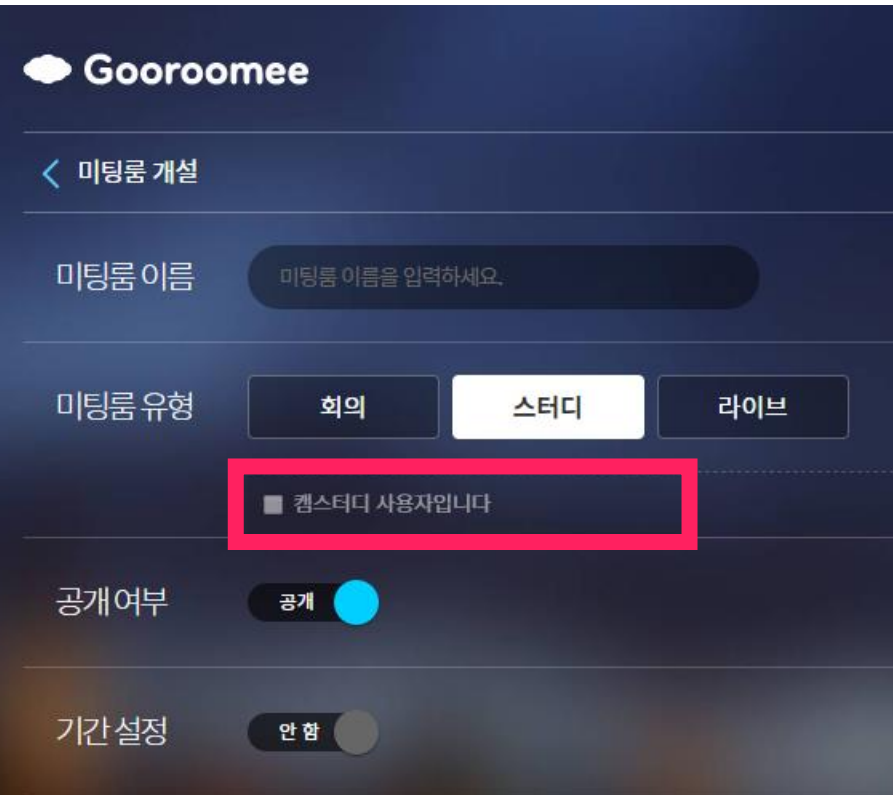 Gooroomee
미팅룸 개설
미팅룸 이름 미팅룸 이름을 입력하세요.
미팅룸 유형 회의 스터디 라이브
캠스터디 사용자입니다
공개 여부 공개
기간 설정 안 함